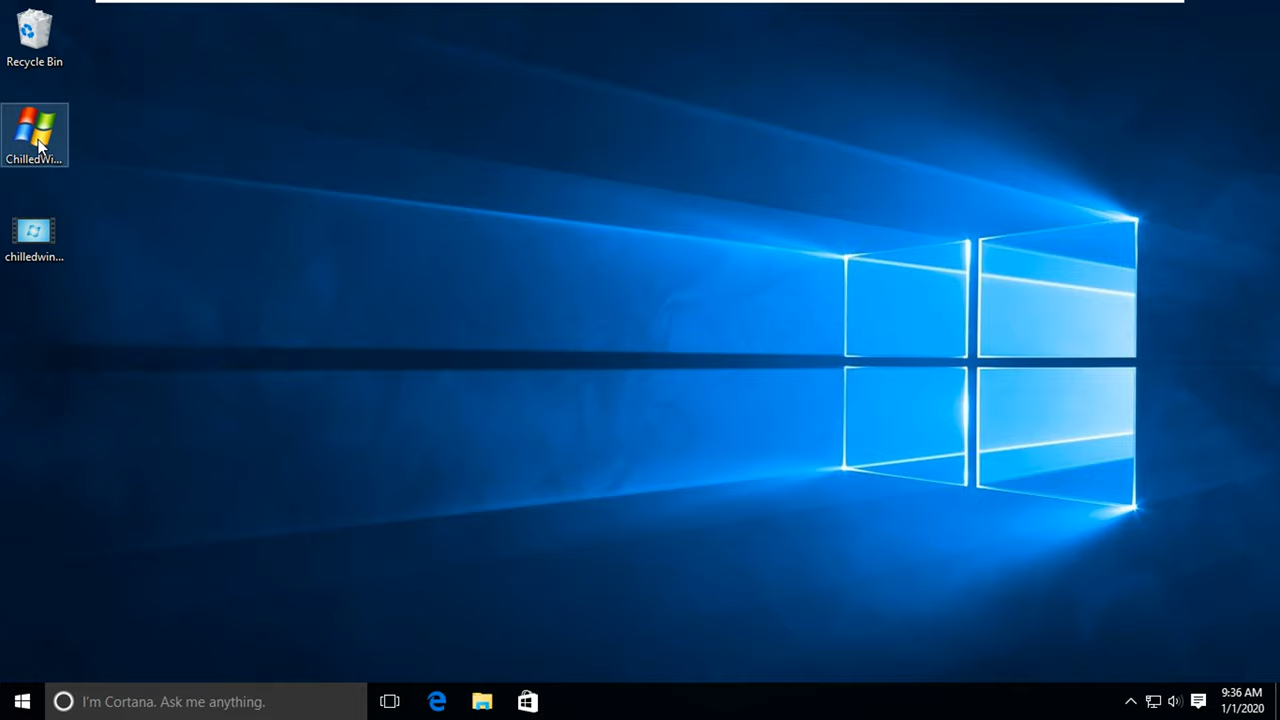 Recycle Bin
ChilledWi...
chilledwin...
I'm Cortana. Ask me anything.
9:36 AM
1/1/2020